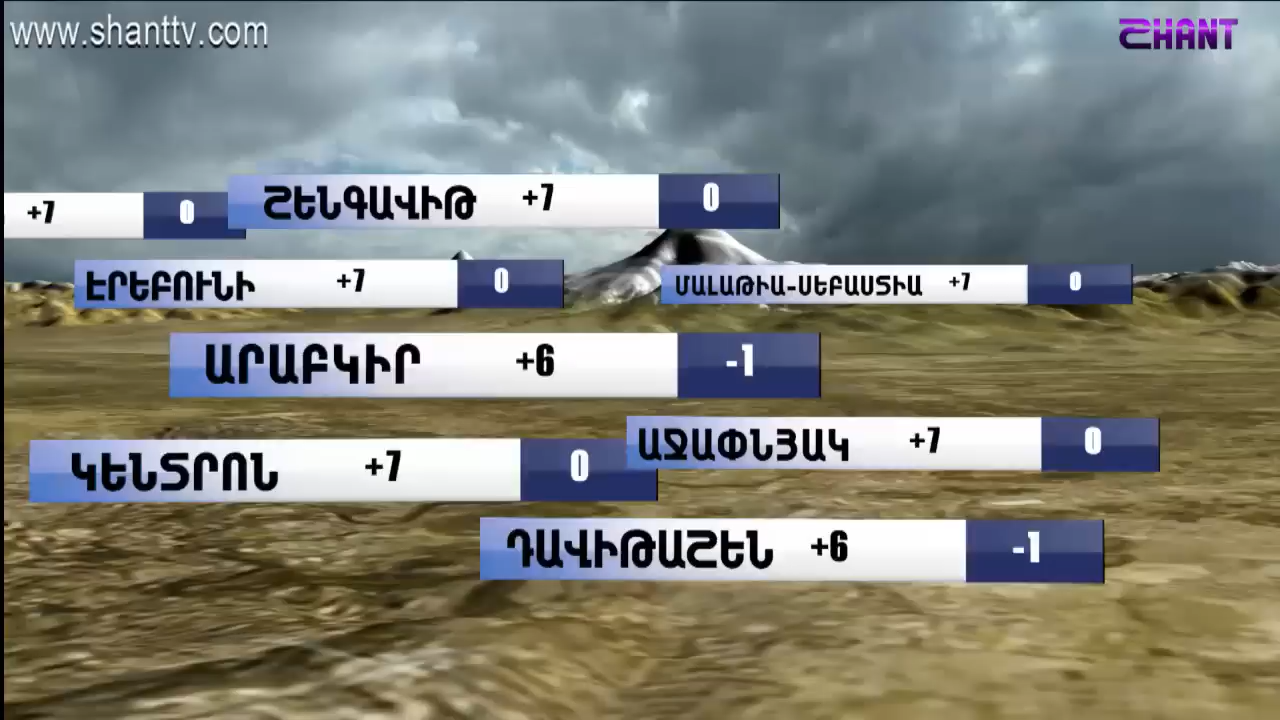 www.shanttv.com
SHANT
+7 0
ՇԵՆԳԱՎԻԹ +7 0
ԷՐԵԲՈՒՆԻ +7 0
ՄԱԼԱԹԻԱ-ՍԵԲԱՍՏԻԱ +7 0
ԱՐԱԲԿԻՐ +6 -1
ԱՋԱՓՆՅԱԿ +7 0
ԿԵՆՏՐՈՆ +7 0
ԴԱՎԻԹԱՇԵՆ +6 -1